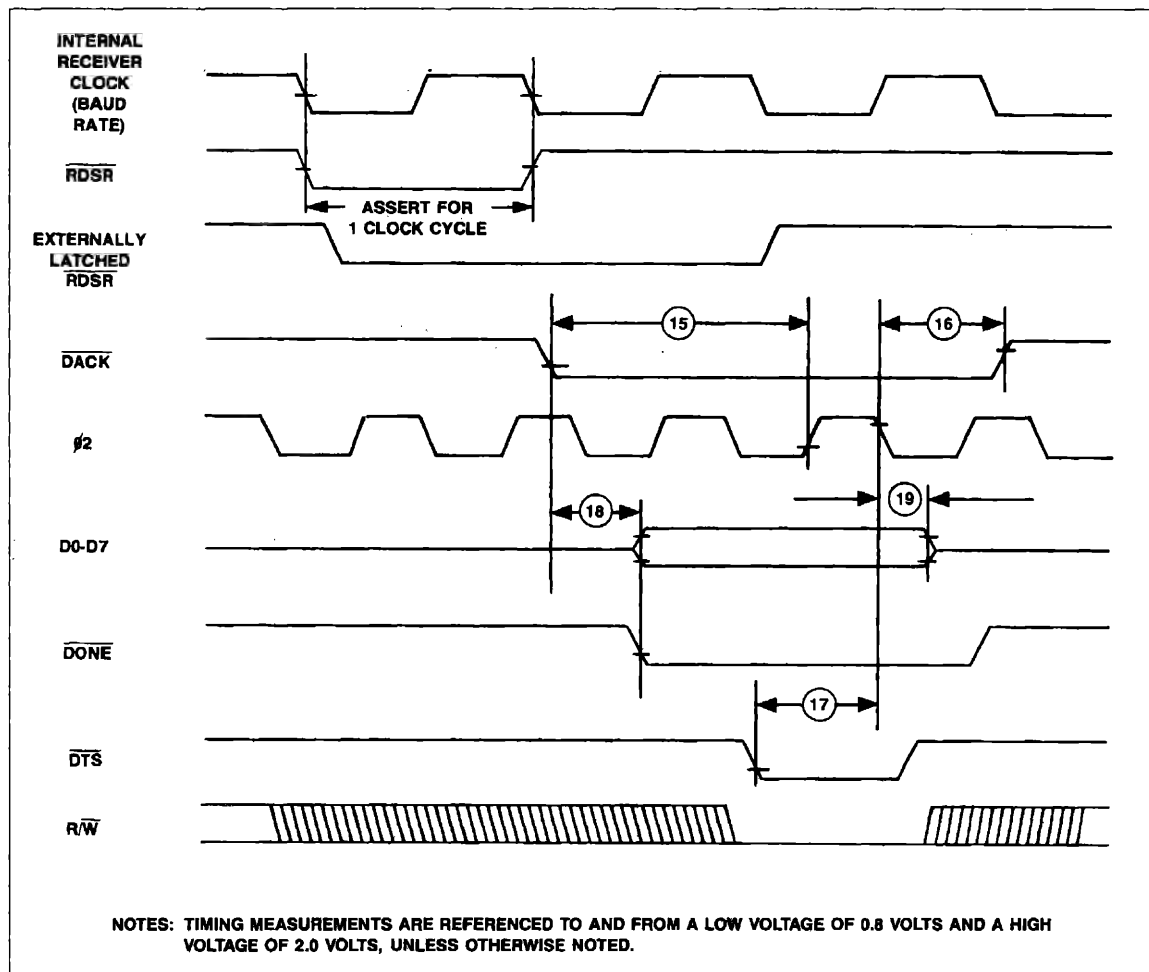 INTERNAL
RECEIVER
CLOCK
(BAUD
RATE)
RDSR
ASSERT FOR
1 CLOCK CYCLE
EXTERNALLY
LATCHED
RDSR
15
16
DACK
ø2
18
19
D0-D7
DONE
17
DTS
R/W
NOTES: TIMING MEASUREMENTS ARE REFERENCED TO AND FROM A LOW VOLTAGE OF 0.8 VOLTS AND A HIGH
VOLTAGE OF 2.0 VOLTS, UNLESS OTHERWISE NOTED.